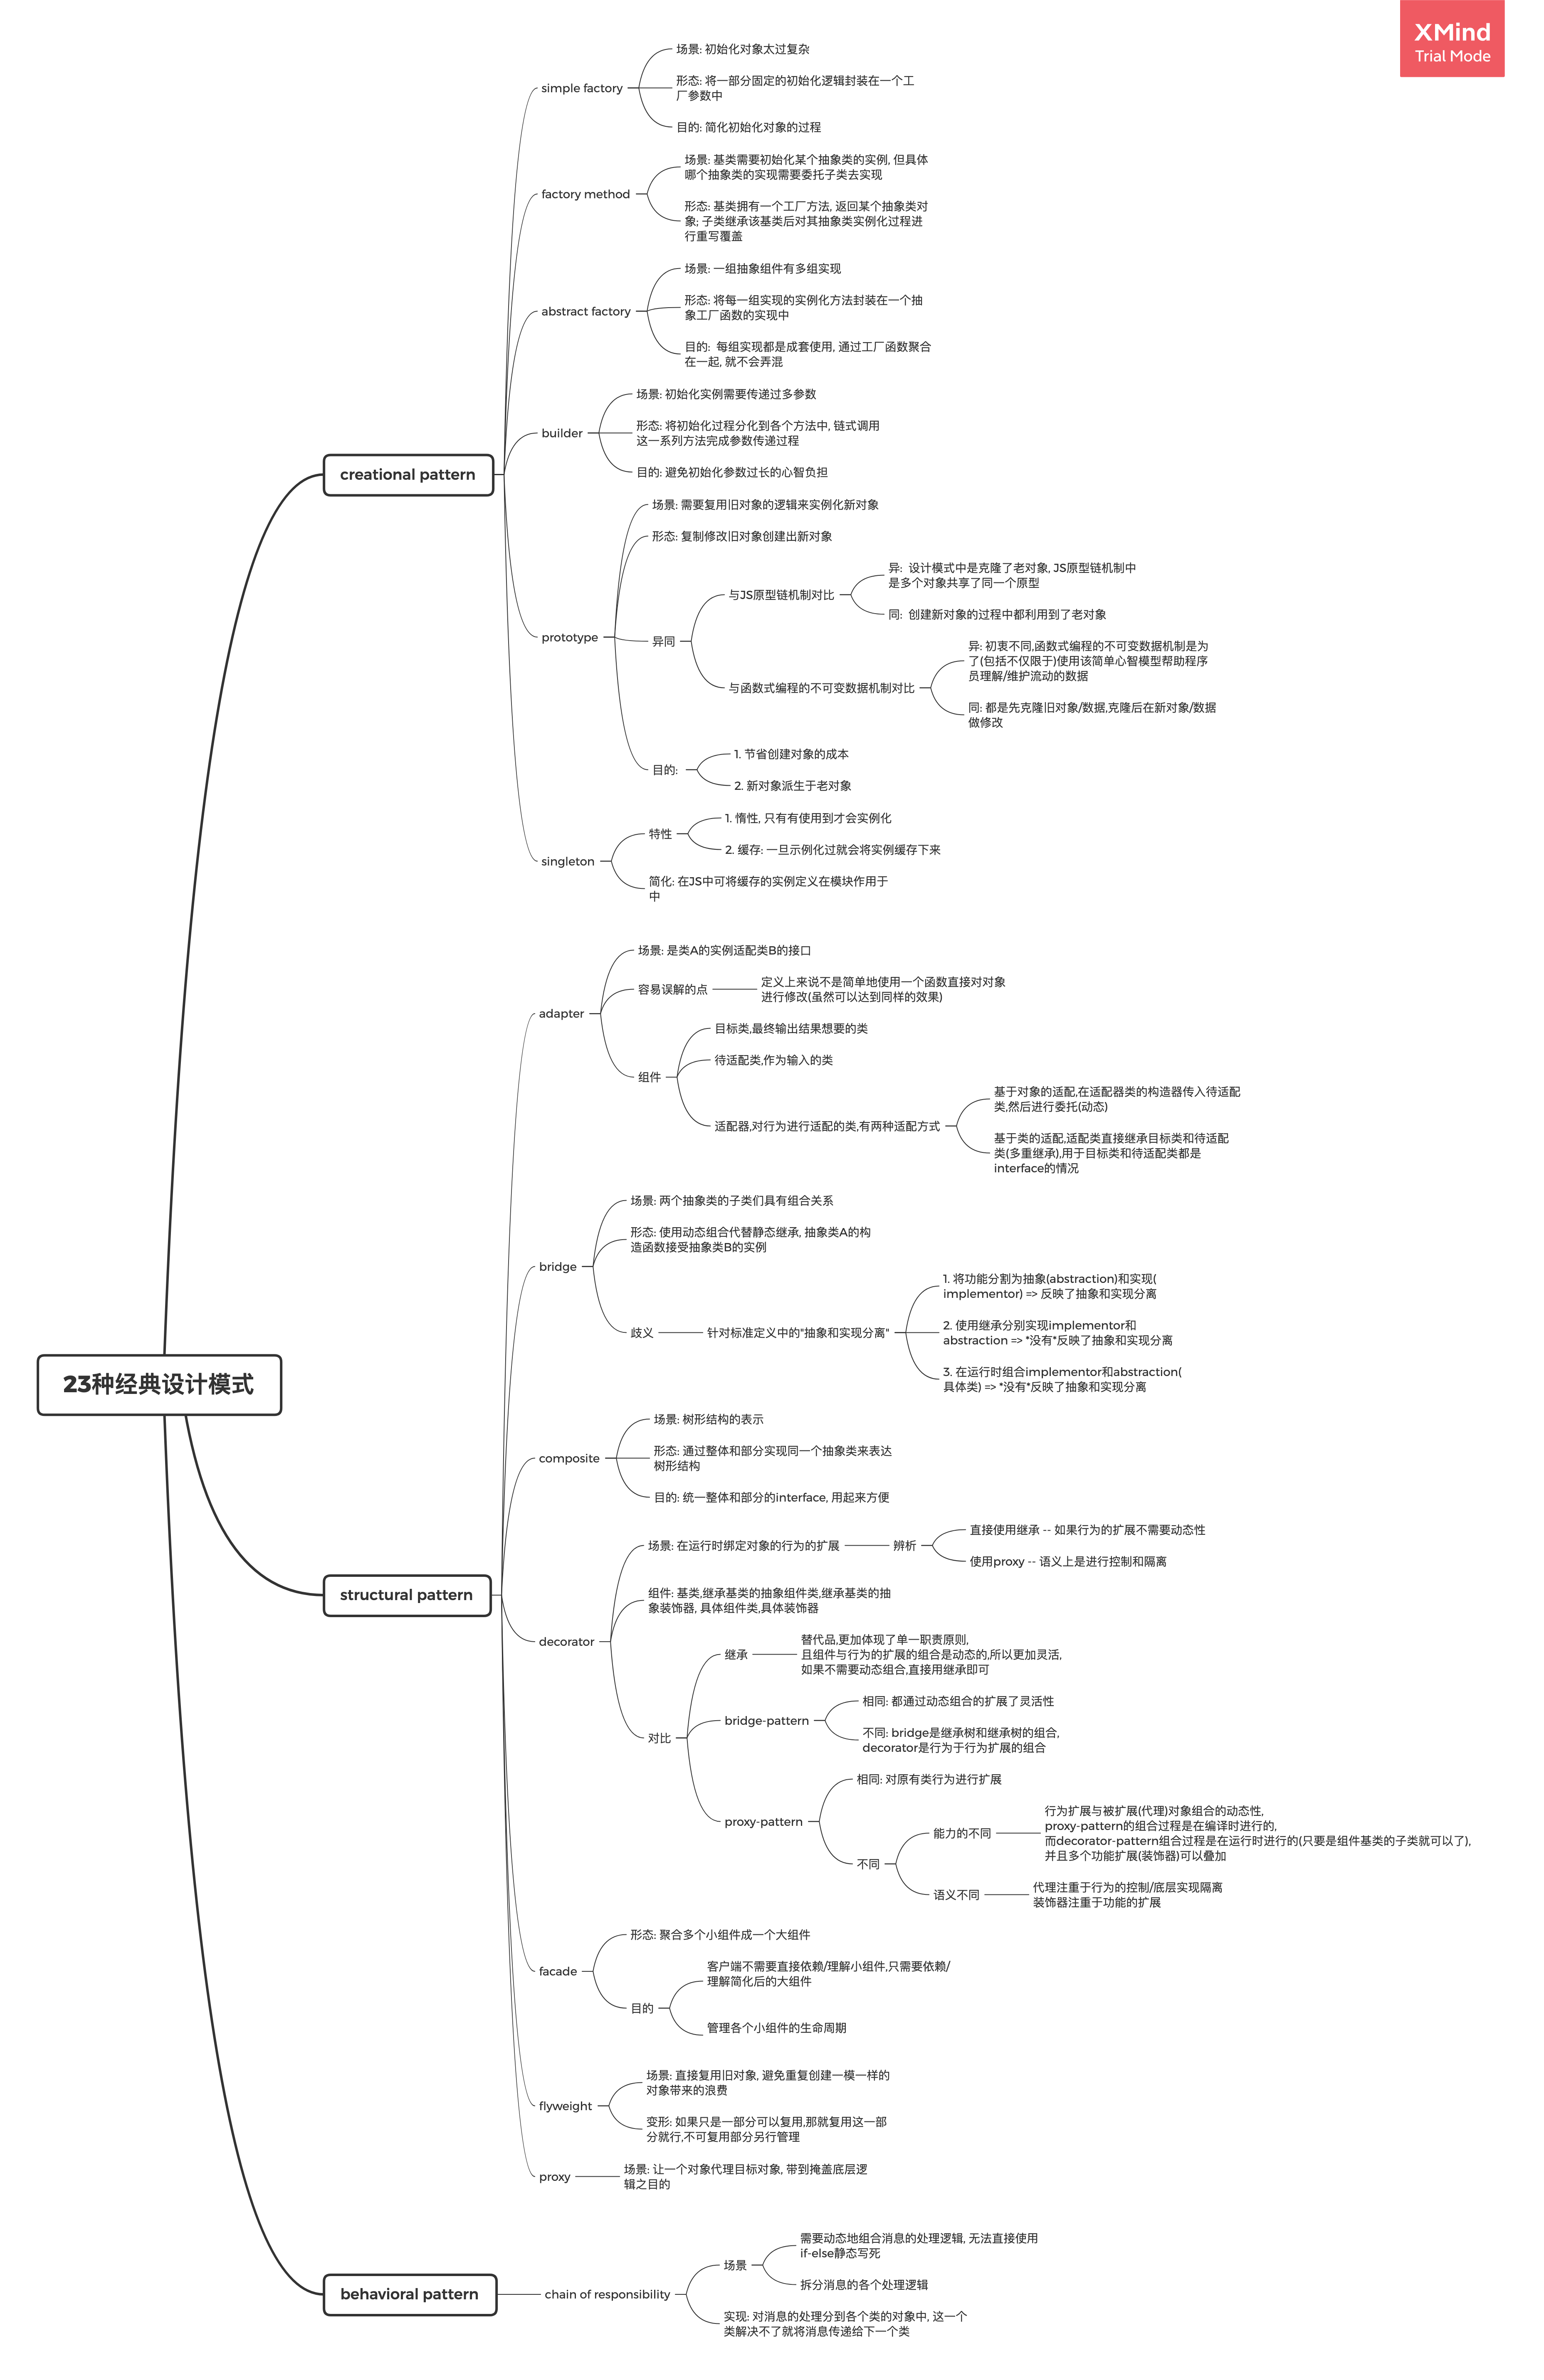 XMind
Trial Mode
23种经典设计模式
creational pattern
simple factory
场景: 初始化对象太过复杂
形态: 将一部分固定的初始化逻辑封装在一个工
厂参数中
目的: 简化初始化对象的过程
factory method
场景: 基类需要初始化某个抽象类的实例, 但具体
哪个抽象类的实现需要委托子类去实现
形态: 基类拥有一个工厂方法, 返回某个抽象类对
象; 子类继承该基类后对其抽象类实例化过程进
行重写覆盖
abstract factory
场景: 一组抽象组件有多组实现
形态: 将每一组实现的实例化方法封装在一个抽
象工厂函数的实现中
目的: 每组实现都是成套使用, 通过工厂函数聚合
在一起, 就不会弄混
builder
场景: 初始化实例需要传递过多参数
形态: 将初始化过程分化到各个方法中, 链式调用
这一系列方法完成参数传递过程
目的: 避免初始化参数过长的心智负担
prototype
场景: 需要复用旧对象的逻辑来实例化新对象
形态: 复制修改旧对象创建出新对象
异同
与JS原型链机制对比
异: 设计模式中是克隆了老对象, JS原型链机制中
是多个对象共享了同一个原型
同: 创建新对象的过程中都利用到了老对象
与函数式编程的不可变数据机制对比
异: 初衷不同,函数式编程的不可变数据机制是为
了(包括不仅限于)使用该简单心智模型帮助程序
员理解/维护流动的数据
同: 都是先克隆旧对象/数据,克隆后在新对象/数据
做修改
目的:
1. 节省创建对象的成本
2. 新对象派生于老对象
singleton
特性
1. 惰性, 只有有使用到才会实例化
2. 缓存: 一旦示例化过就会将实例缓存下来
简化: 在JS中可将缓存的实例定义在模块作用于
中
structural pattern
adapter
场景: 是类A的实例适配类B的接口
容易误解的点
定义上来说不是简单地使用一个函数直接对对象
进行修改(虽然可以达到同样的效果)
组件
目标类,最终输出结果想要的类
待适配类,作为输入的类
适配器,对行为进行适配的类,有两种适配方式
基于对象的适配,在适配器类的构造器传入待适配
类,然后进行委托(动态)
基于类的适配,适配类直接继承目标类和待适配
类(多重继承),用于目标类和待适配类都是
interface的情况
bridge
场景: 两个抽象类的子类们具有组合关系
形态: 使用动态组合代替静态继承, 抽象类A的构
造函数接受抽象类B的实例
歧义
针对标准定义中的"抽象和实现分离"
1. 将功能分割为抽象(abstraction)和实现(
implementor) => 反映了抽象和实现分离
2. 使用继承分别实现implementor和
abstraction => *没有*反映了抽象和实现分离
3. 在运行时组合implementor和abstraction(
具体类) => *没有*反映了抽象和实现分离
composite
场景: 树形结构的表示
形态: 通过整体和部分实现同一个抽象类来表达
树形结构
目的: 统一整体和部分的interface, 用起来方便
decorator
场景: 在运行时绑定对象的行为的扩展
辨析
直接使用继承 -- 如果行为的扩展不需要动态性
使用proxy -- 语义上是进行控制和隔离
组件: 基类,继承基类的抽象组件类,继承基类的抽
象装饰器, 具体组件类,具体装饰器
对比
继承
替代品,更加体现了单一职责原则,
且组件与行为的扩展的组合是动态的,所以更加灵活,
如果不需要动态组合,直接用继承即可
bridge-pattern
相同: 都通过动态组合的扩展了灵活性
不同: bridge是继承树和继承树的组合,
decorator是行为于行为扩展的组合
proxy-pattern
相同: 对原有类行为进行扩展
不同
能力的不同
行为扩展与被扩展(代理)对象组合的动态性,
proxy-pattern的组合过程是在编译时进行的,
而decorator-pattern组合过程是在运行时进行的(只要是组件基类的子类就可以了),
并且多个功能扩展(装饰器)可以叠加
语义不同
代理注重于行为的控制/底层实现隔离
装饰器注重于功能的扩展
facade
形态: 聚合多个小组件成一个大组件
目的
客户端不需要直接依赖/理解小组件,只需要依赖/
理解简化后的大组件
管理各个小组件的生命周期
flyweight
场景: 直接复用旧对象, 避免重复创建一模一样的
对象带来的浪费
变形: 如果只是一部分可以复用,那就复用这一部
分就行,不可复用部分另行管理
proxy
场景: 让一个对象代理目标对象, 带到掩盖底层逻
辑之目的
behavioral pattern
chain of responsibility
场景
需要动态地组合消息的处理逻辑, 无法直接使用
if-else静态写死
拆分消息的各个处理逻辑
实现: 对消息的处理分到各个类的对象中, 这一个
类解决不了就将消息传递给下一个类